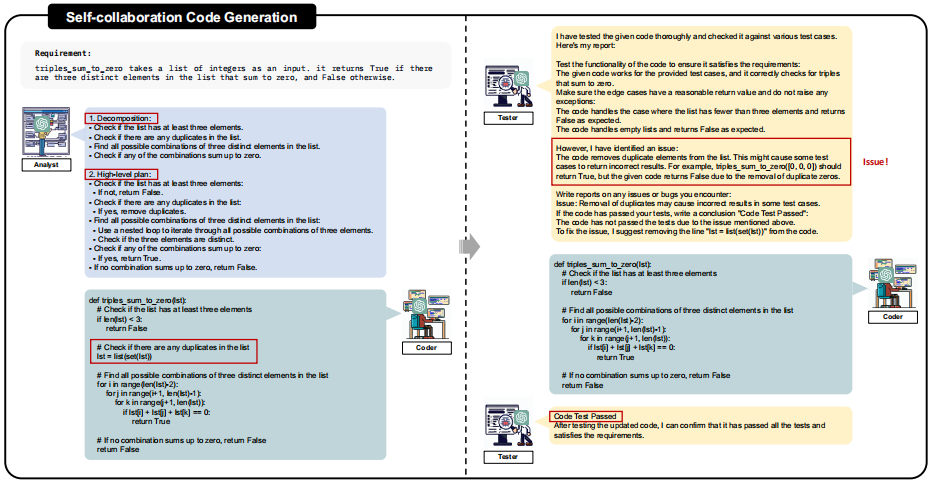 Self-collaboration Code Generation
Requirement:
triples_sum_to_zero takes a list of integers as an input. it returns True if there
are three distinct elements in the list that sum to zero, and False otherwise.
Analyst
1. Decomposition:
- Check if the list has at least three elements.
- Check if there are any duplicates in the list.
- Find all possible combinations of three distinct elements in the list.
- Check if any of the combinations sum up to zero.
2. High-level plan:
- Check if the list has at least three elements:
- If not, return False.
- Check if there are any duplicates in the list:
- If yes, remove duplicates.
- Find all possible combinations of three distinct elements in the list:
- Use a nested loop to iterate through all possible combinations of three elements.
- Check if the three elements are distinct.
- Check if any of the combinations sum up to zero:
- If yes, return True.
- If no combination sums up to zero, return False.
def triples_sum_to_zero(lst):
# Check if the list has at least three elements
if len(lst) < 3:
return False
# Check if there are any duplicates in the list
lst = list(set(lst))
# Find all possible combinations of three distinct elements in the list
for i in range(len(lst)-2):
for j in range(i+1, len(lst)-1):
for k in range(j+1, len(lst)):
if lst[i] + lst[j] + lst[k] == 0:
return True
# If no combination sums up to zero, return False
return False
Coder
Tester
I have tested the given code thoroughly and checked it against various test cases.
Here's my report:
Test the functionality of the code to ensure it satisfies the requirements:
The given code works for the provided test cases, and it correctly checks for triples
that sum to zero.
Make sure the edge cases have a reasonable return value and do not raise any
exceptions:
The code handles the case where the list has fewer than three elements and returns
False as expected.
The code handles empty lists and returns False as expected.
However, I have identified an issue:
The code removes duplicate elements from the list. This might cause some test
cases to return incorrect results. For example, triples_sum_to_zero([0, 0, 0]) should
return True, but the given code returns False due to the removal of duplicate zeros.
Issue!
Write reports on any issues or bugs you encounter:
Issue: Removal of duplicates may cause incorrect results in some test cases.
If the code has passed your tests, write a conclusion "Code Test Passed":
The code has not passed the tests due to the issue mentioned above.
To fix the issue, I suggest removing the line "lst = list(set(lst))" from the code.
def triples_sum_to_zero(lst):
# Check if the list has at least three elements
if len(lst) < 3:
return False
# Find all possible combinations of three distinct elements in the list
for i in range(len(lst)-2):
for j in range(i+1, len(lst)-1):
for k in range(j+1, len(lst)):
if lst[i] + lst[j] + lst[k] == 0:
return True
# If no combination sums up to zero, return False
return False
Coder
Tester
Code Test Passed
After testing the updated code, I can confirm that it has passed all the tests and
satisfies the requirements.